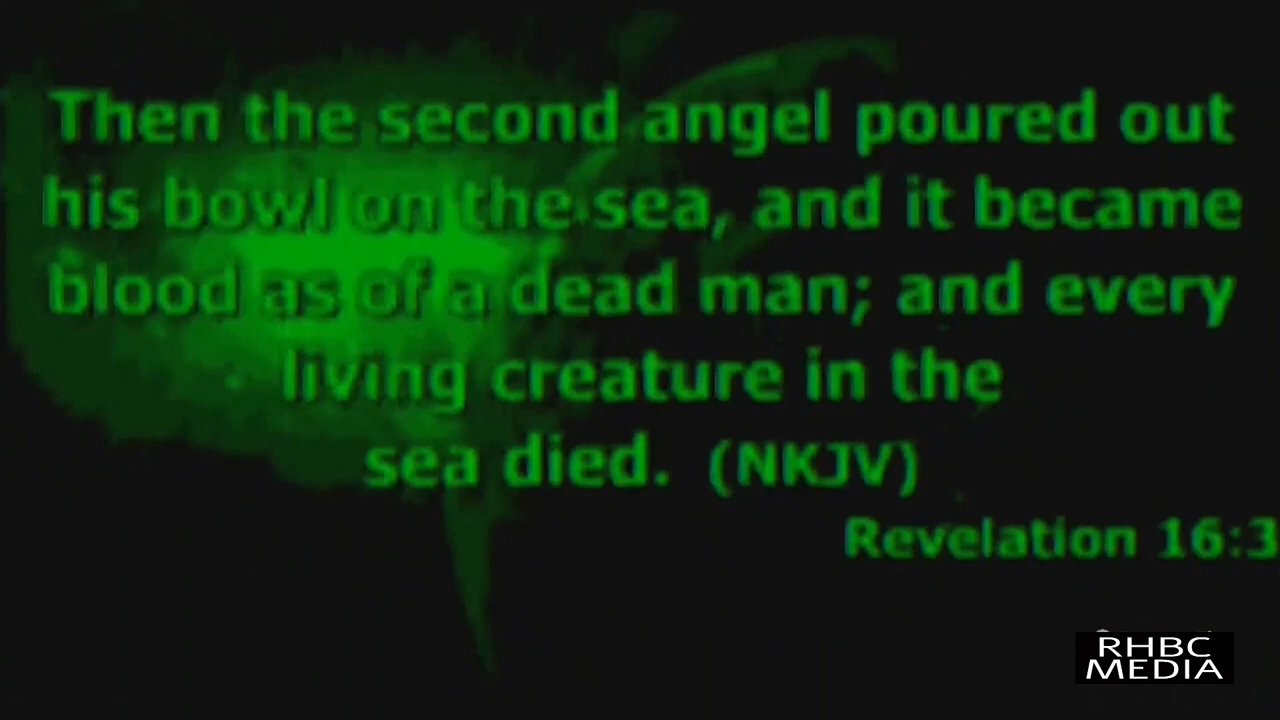 Then the second angel poured out
his bowl on the sea, and it became
blood as of a dead man; and every
living creature in the
sea died. (NKJV)
Revelation 16:3
RHBC
MEDIA